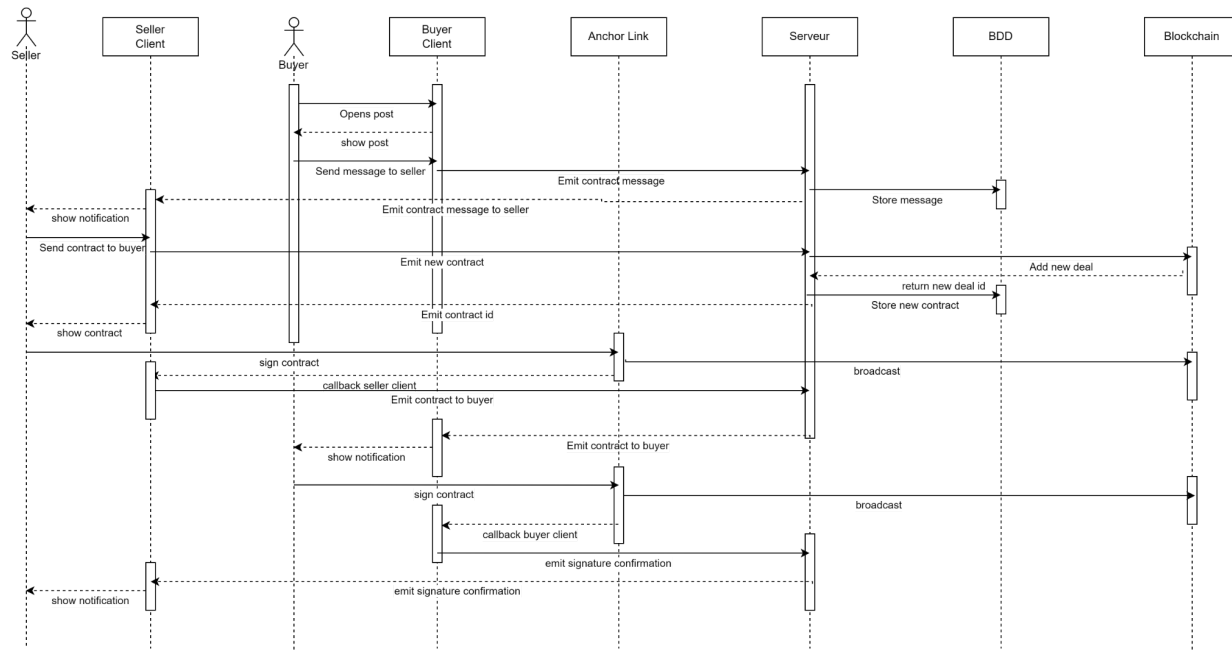 Seller
Client
Buyer
Client
Anchor Link
Serveur
BDD
Blockchain
Seller
Buyer
Opens post
show post
Send message to seller
Emit contract message
Store message
Emit contract message to seller
show notification
Send contract to buyer
Emit new contract
Add new deal
return new deal id
Store new contract
Emit contract id
show contract
sign contract
broadcast
callback seller client
Emit contract to buyer
Emit contract to buyer
show notification
sign contract
broadcast
callback buyer client
emit signature confirmation
emit signature confirmation
show notification